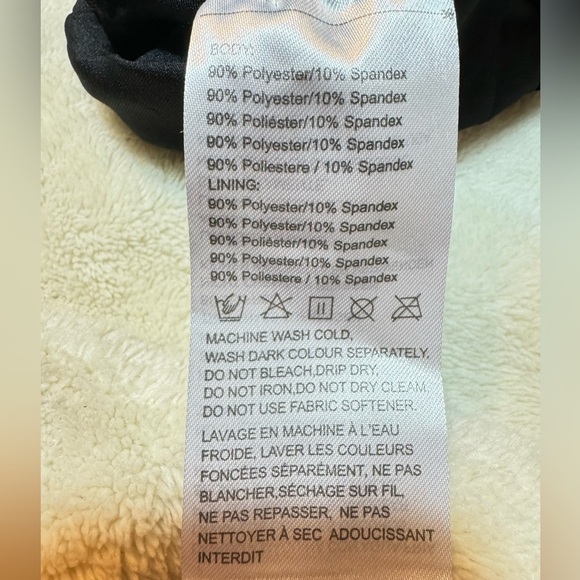 BODY:
90% Polyester/10% Spandex
90% Polyester/10% Spandex
90% Poliéster/10% Spandex
90% Polyester/10% Spandex
90% Poliestere / 10% Spandex
LINING:
90% Polyester/10% Spandex
90% Polyester/10% Spandex
90% Poliéster/10% Spandex
90% Polyester/10% Spandex
90% Poliestere / 10% Spandex
MACHINE WASH COLD,
WASH DARK COLOUR SEPARATELY,
DO NOT BLEACH,DRIP DRY,
DO NOT IRON,DO NOT DRY CLEAM.
DO NOT USE FABRIC SOFTENER.
LAVAGE EN MACHINE À L'EAU
FROIDE, LAVER LES COULEURS
FONCÉES SÉPARÉMENT, NE PAS
BLANCHER,SÉCHAGE SUR FIL,
NE PAS REPASSER, NE PAS
NETTOYER À SEC ADOUCISSANT
INTERDIT